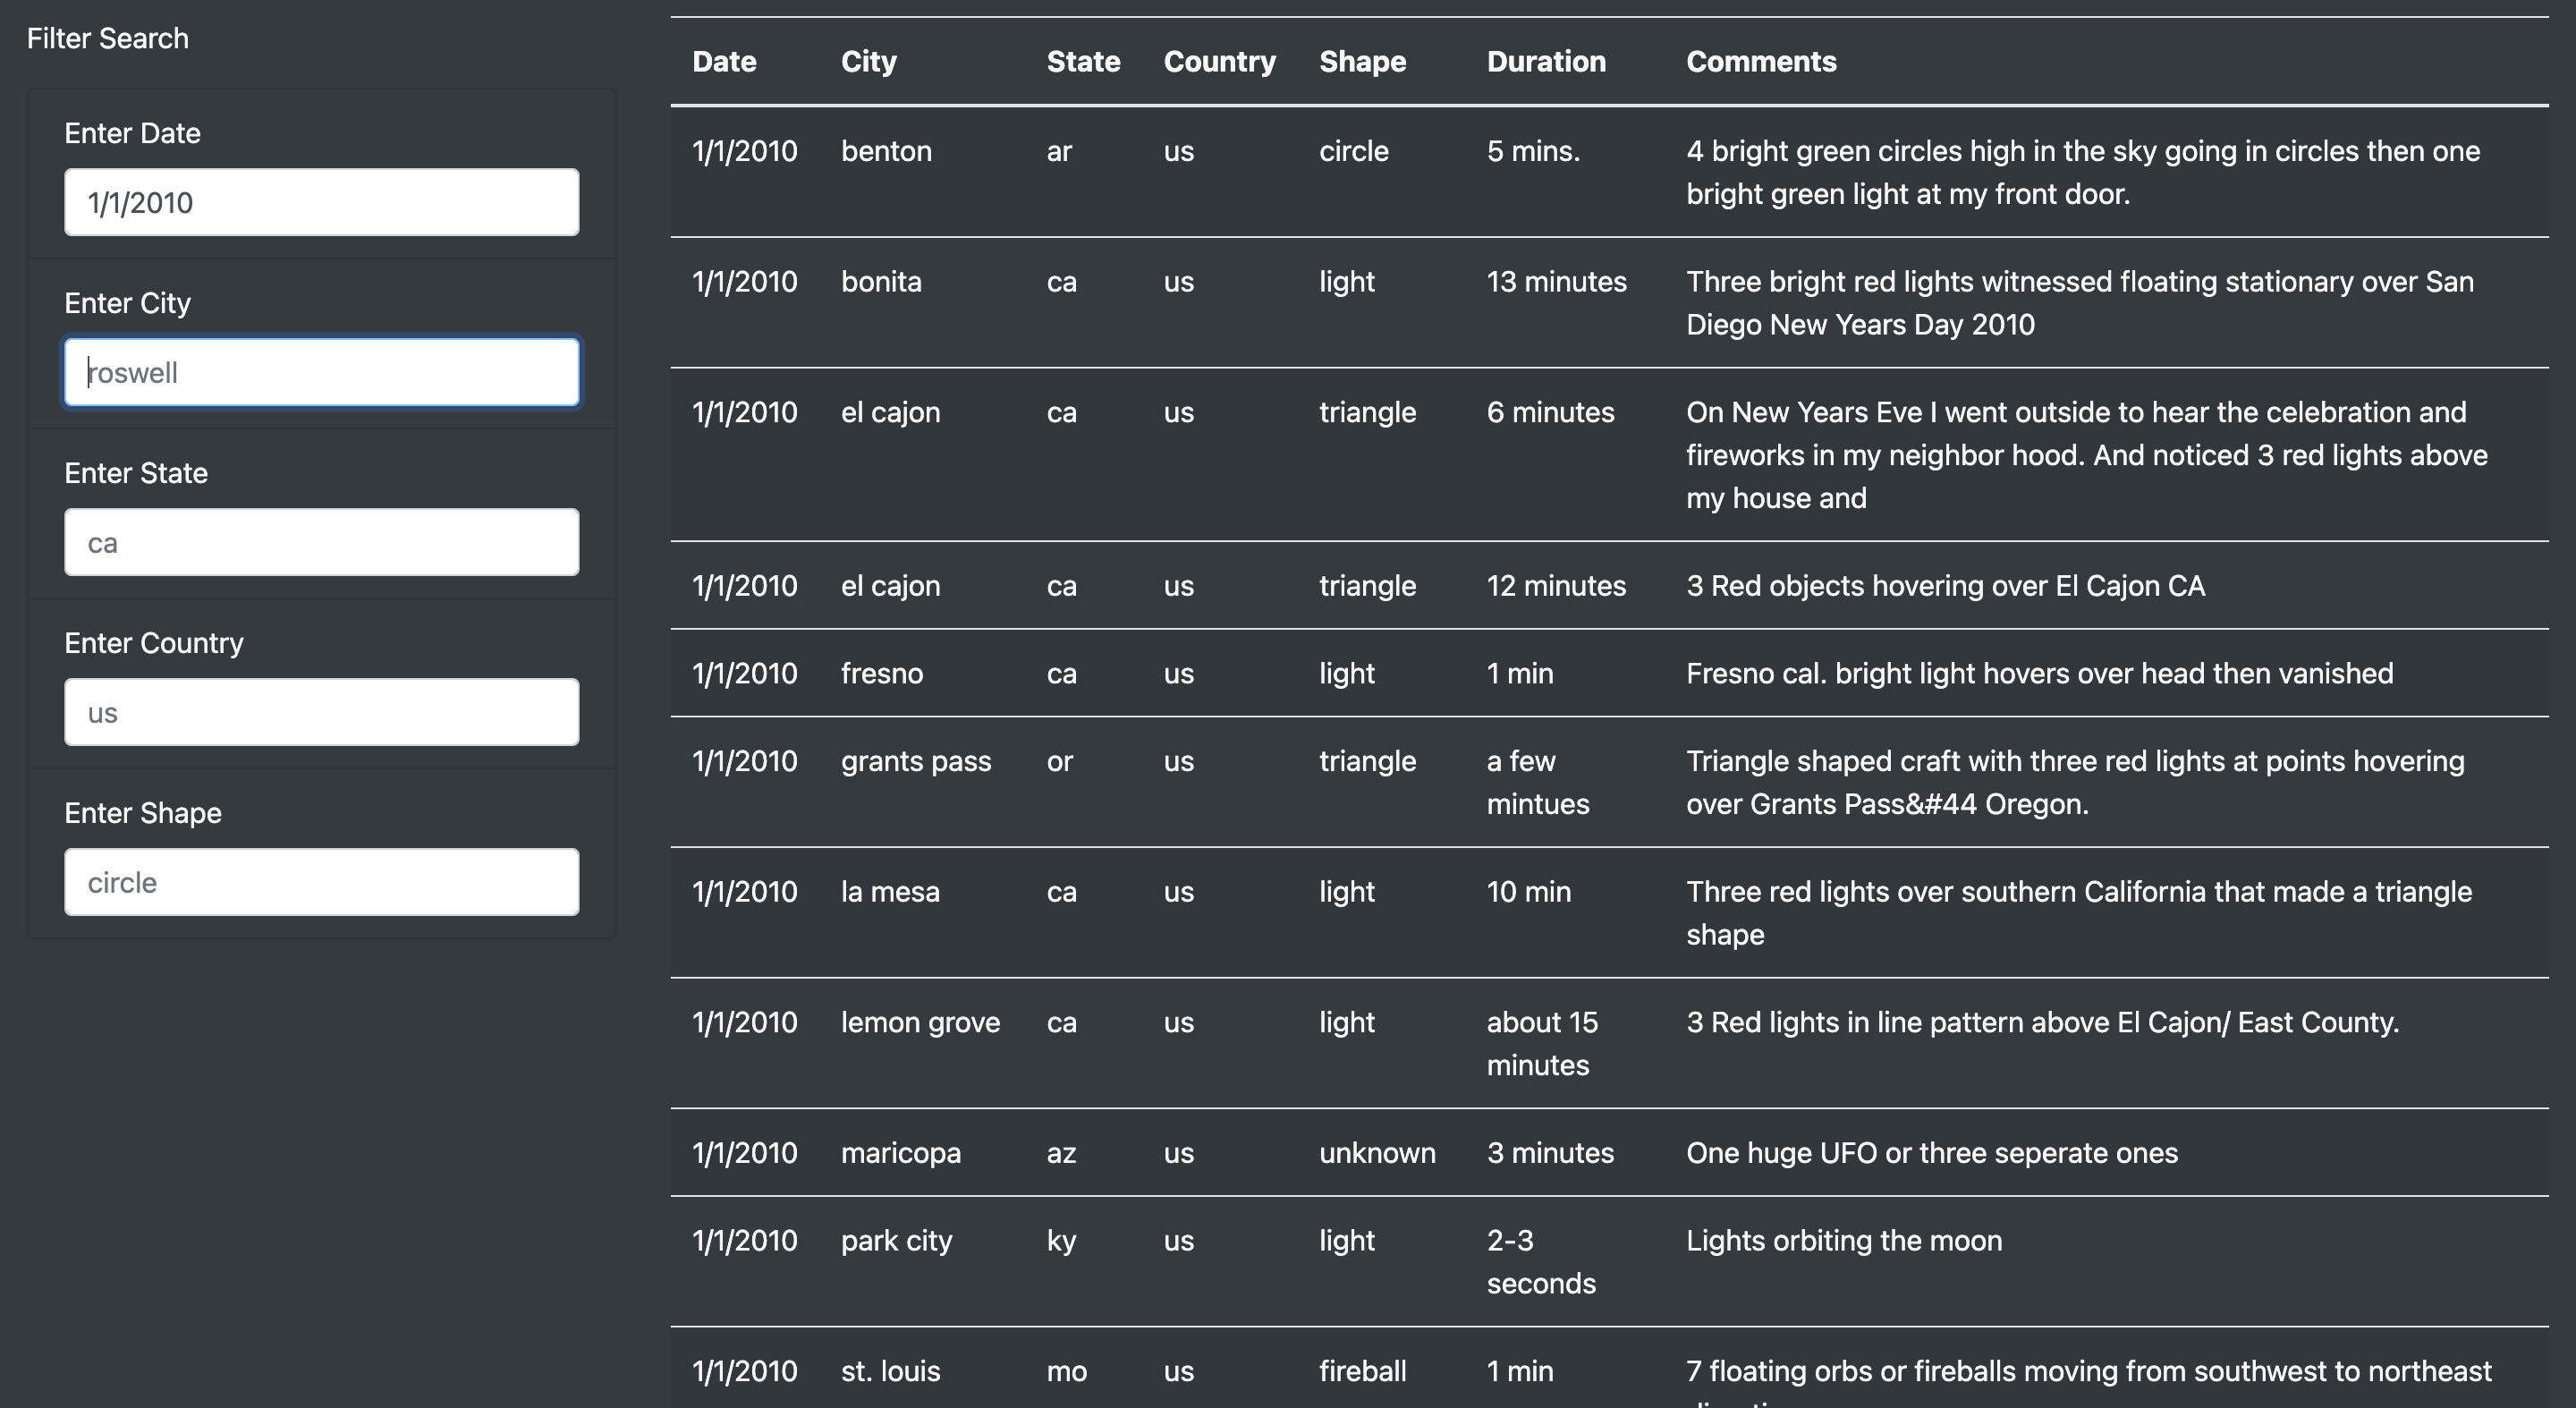 Filter Search
Enter Date
1/1/2010
Enter City
roswell
Enter State
ca
Enter Country
us
Enter Shape
circle
Date City State Country Shape Duration Comments
1/1/2010 benton ar us circle 5 mins. 4 bright green circles high in the sky going in circles then one
bright green light at my front door.
1/1/2010 bonita ca us light 13 minutes Three bright red lights witnessed floating stationary over San
Diego New Years Day 2010
1/1/2010 el cajon ca us triangle 6 minutes On New Years Eve I went outside to hear the celebration and
fireworks in my neighbor hood. And noticed 3 red lights above
my house and
1/1/2010 el cajon ca us triangle 12 minutes 3 Red objects hovering over El Cajon CA
1/1/2010 fresno ca us light 1 min Fresno cal. bright light hovers over head then vanished
1/1/2010 grants pass or us triangle a few Triangle shaped craft with three red lights at points hovering
mintues over Grants Pass&#44 Oregon.
1/1/2010 la mesa ca us light 10 min Three red lights over southern California that made a triangle
shape
1/1/2010 lemon grove ca us light about 15 3 Red lights in line pattern above El Cajon/ East County.
minutes
1/1/2010 maricopa az us unknown 3 minutes One huge UFO or three seperate ones
1/1/2010 park city ky us light 2-3 Lights orbiting the moon
seconds
1/1/2010 st. louis mo us fireball 1 min 7 floating orbs or fireballs moving from southwest to northeast